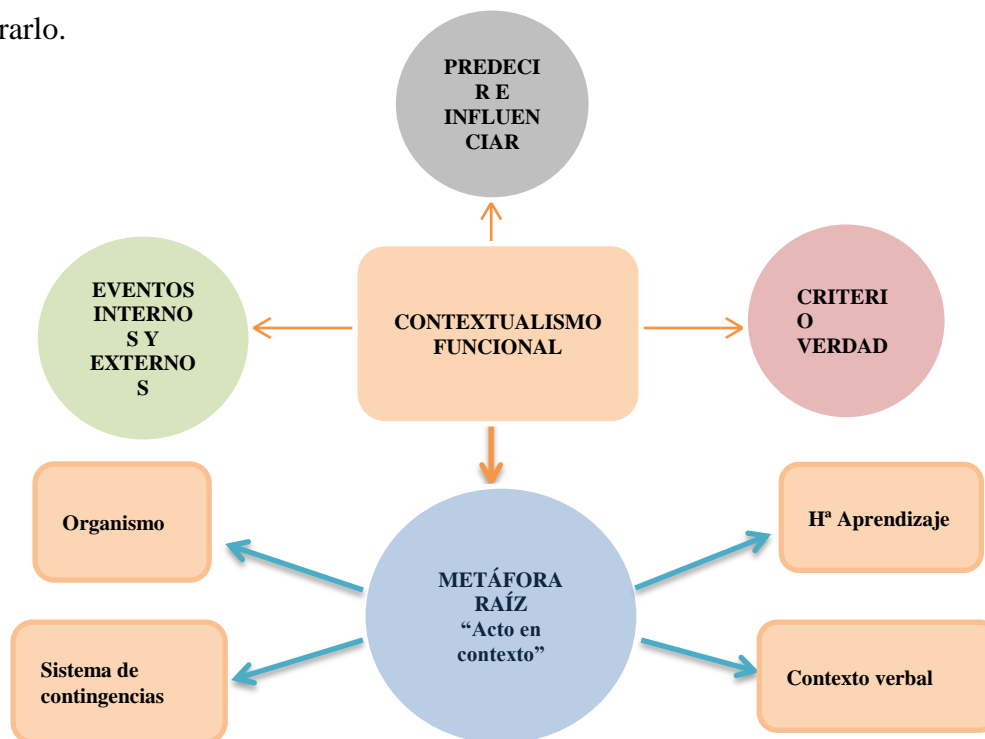 rarlo.
PREDECI
R E
INFLUEN
CIAR
EVENTOS
INTERNO
S Y
EXTERNO
S
CONTEXTUALISMO
FUNCIONAL
CRITERI
O
VERDAD
Organismo
Hª Aprendizaje
METÁFORA
RAÍZ
“Acto en
contexto”
Sistema de
contingencias
Contexto verbal